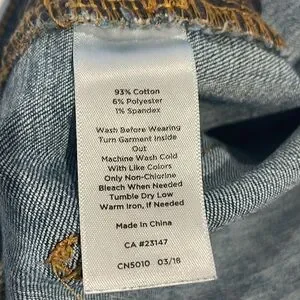 93% Cotton
6% Polyester
1% Spandex
Wash Before Wearing
Turn Garment Inside
Out
Machine Wash Cold
With Like Colors
Only Non-Chlorine
Bleach When Needed
Tumble Dry Low
Warm Iron, If Needed
Made In China
CA #23147
CN5010 03/18